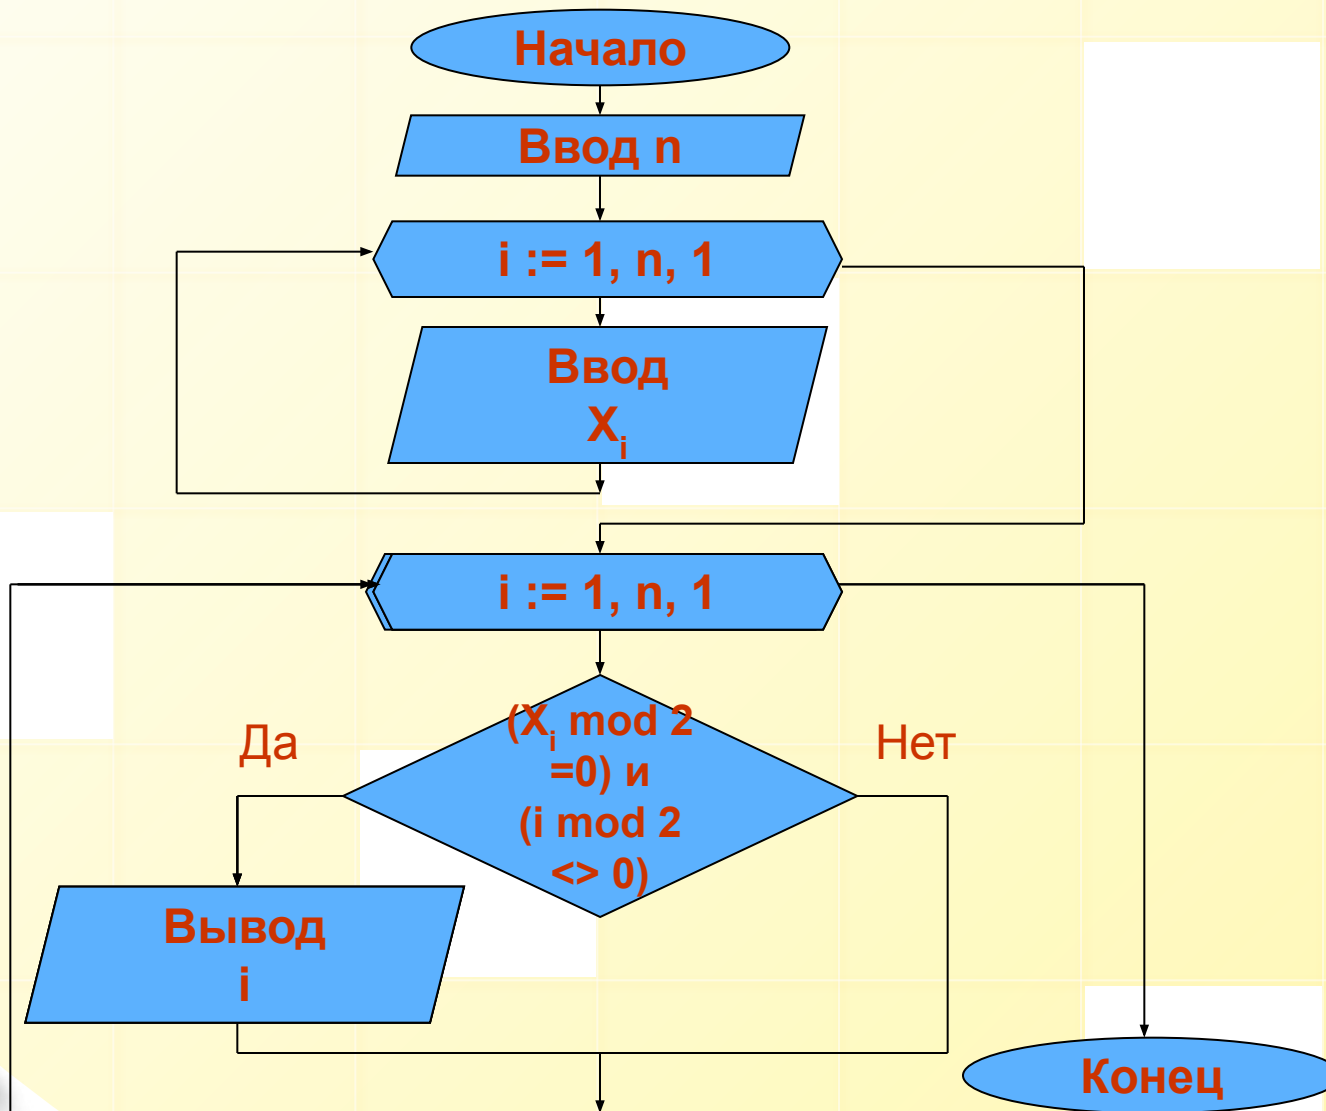 Начало
Ввод n
i := 1, n, 1
Ввод
Xi
i := 1, n, 1
(Xi mod 2
=0) и
(i mod 2
<> 0)
Да
Нет
Вывод
i
Конец